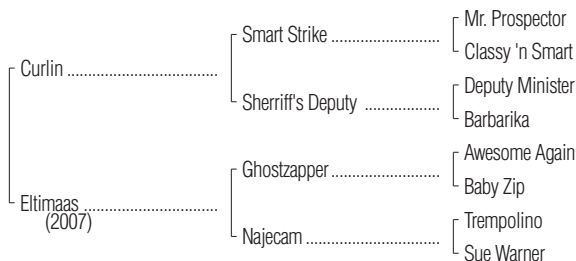 Mr. Prospector
Smart Strike
Classy 'n Smart
Curlin
Deputy Minister
Sherriff's Deputy
Barbarika
Awesome Again
Ghostzapper
Baby Zip
Eltimaas
(2007)
Trempolino
Najecam
Sue Warner